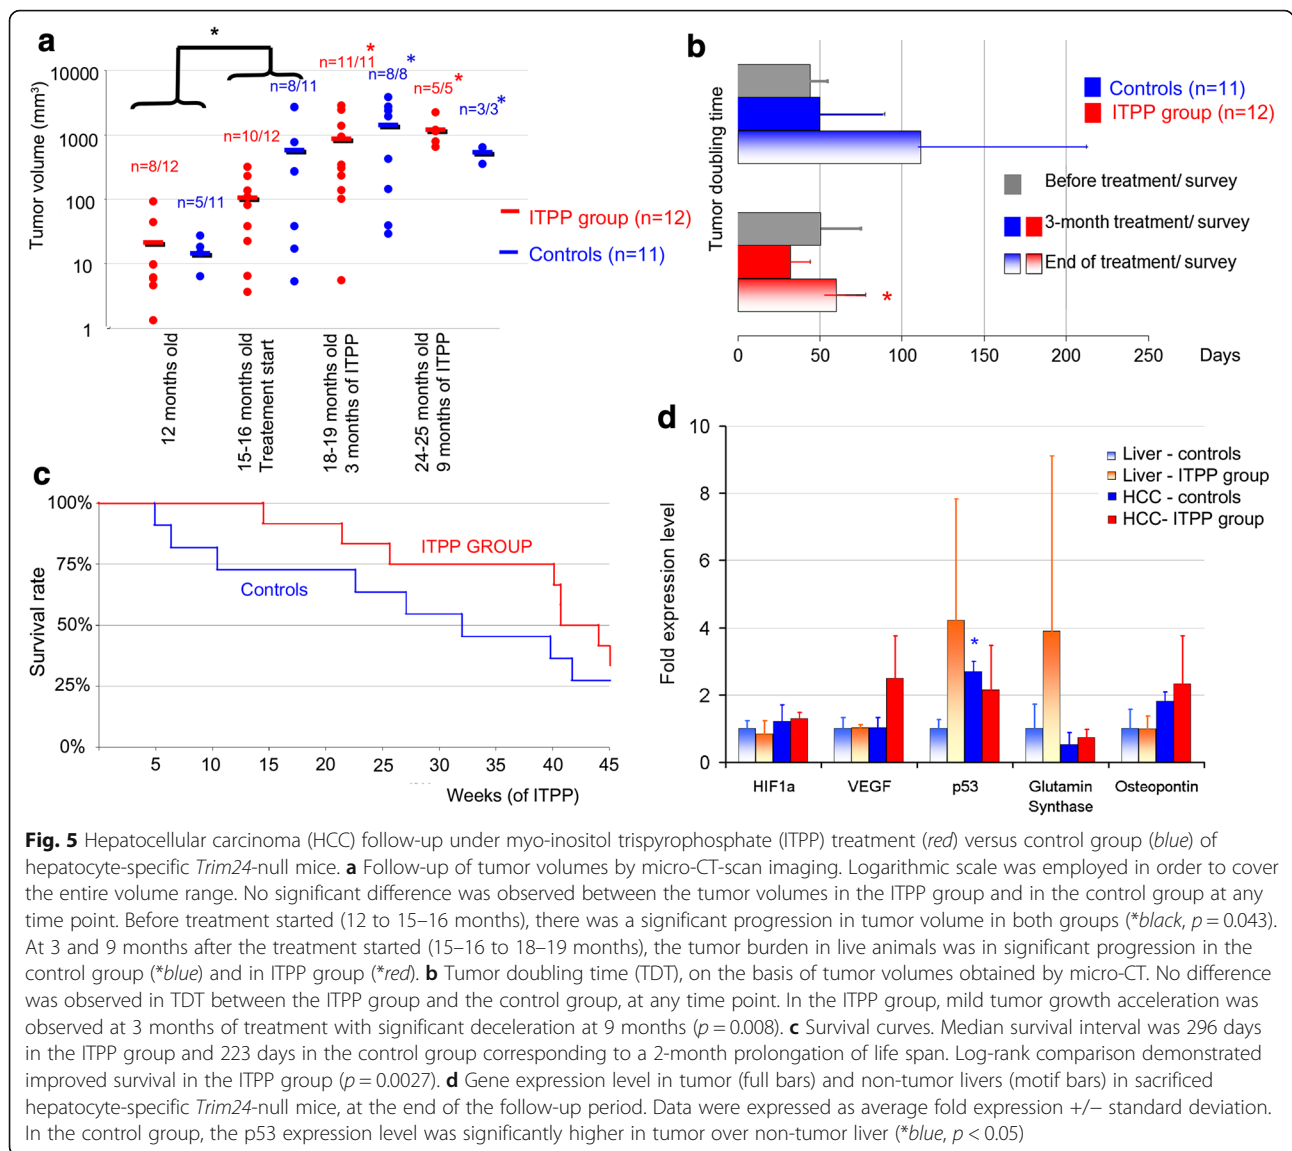 a
*
Tumor volume (mm³)
10000
1000
100
10
1
n=8/12
n=5/11
n=10/12
n=8/11
n=11/11
*
n=8/8
*
n=5/5
*
n=3/3
*
ITPP group (n=12)
Controls (n=11)
12 months old
15-16 months old
Treatement start
18-19 months old
3 months of ITPP
24-25 months old
9 months of ITPP
b
Tumor doubling time
Controls (n=11)
ITPP group (n=12)
Before treatment/ survey
3-month treatment/ survey
End of treatment/ survey
*
0
50
100
150
200
250
Days
c
Survival rate
100%
75%
50%
25%
0%
ITPP GROUP
Controls
5
10
15
20
25
30
35
40
45
Weeks (of ITPP)
d
Fold expression level
10
8
6
4
2
0
Liver - controls
Liver - ITPP group
HCC - controls
HCC- ITPP group
*
HIF1a
VEGF
p53
Glutamin
Synthase
Osteopontin
Fig. 5 Hepatocellular carcinoma (HCC) follow-up under myo-inositol trispyrophosphate (ITPP) treatment (red) versus control group (blue) of
hepatocyte-specific Trim24-null mice. a Follow-up of tumor volumes by micro-CT-scan imaging. Logarithmic scale was employed in order to cover
the entire volume range. No significant difference was observed between the tumor volumes in the ITPP group and in the control group at any
time point. Before treatment started (12 to 15–16 months), there was a significant progression in tumor volume in both groups (*black, p = 0.043).
At 3 and 9 months after the treatment started (15–16 to 18–19 months), the tumor burden in live animals was in significant progression in the
control group (*blue) and in ITPP group (*red). b Tumor doubling time (TDT), on the basis of tumor volumes obtained by micro-CT. No difference
was observed in TDT between the ITPP group and the control group, at any time point. In the ITPP group, mild tumor growth acceleration was
observed at 3 months of treatment with significant deceleration at 9 months (p = 0.008). c Survival curves. Median survival interval was 296 days
in the ITPP group and 223 days in the control group corresponding to a 2-month prolongation of life span. Log-rank comparison demonstrated
improved survival in the ITPP group (p = 0.0027). d Gene expression level in tumor (full bars) and non-tumor livers (motif bars) in sacrificed
hepatocyte-specific Trim24-null mice, at the end of the follow-up period. Data were expressed as average fold expression +/− standard deviation.
In the control group, the p53 expression level was significantly higher in tumor over non-tumor liver (*blue, p < 0.05)